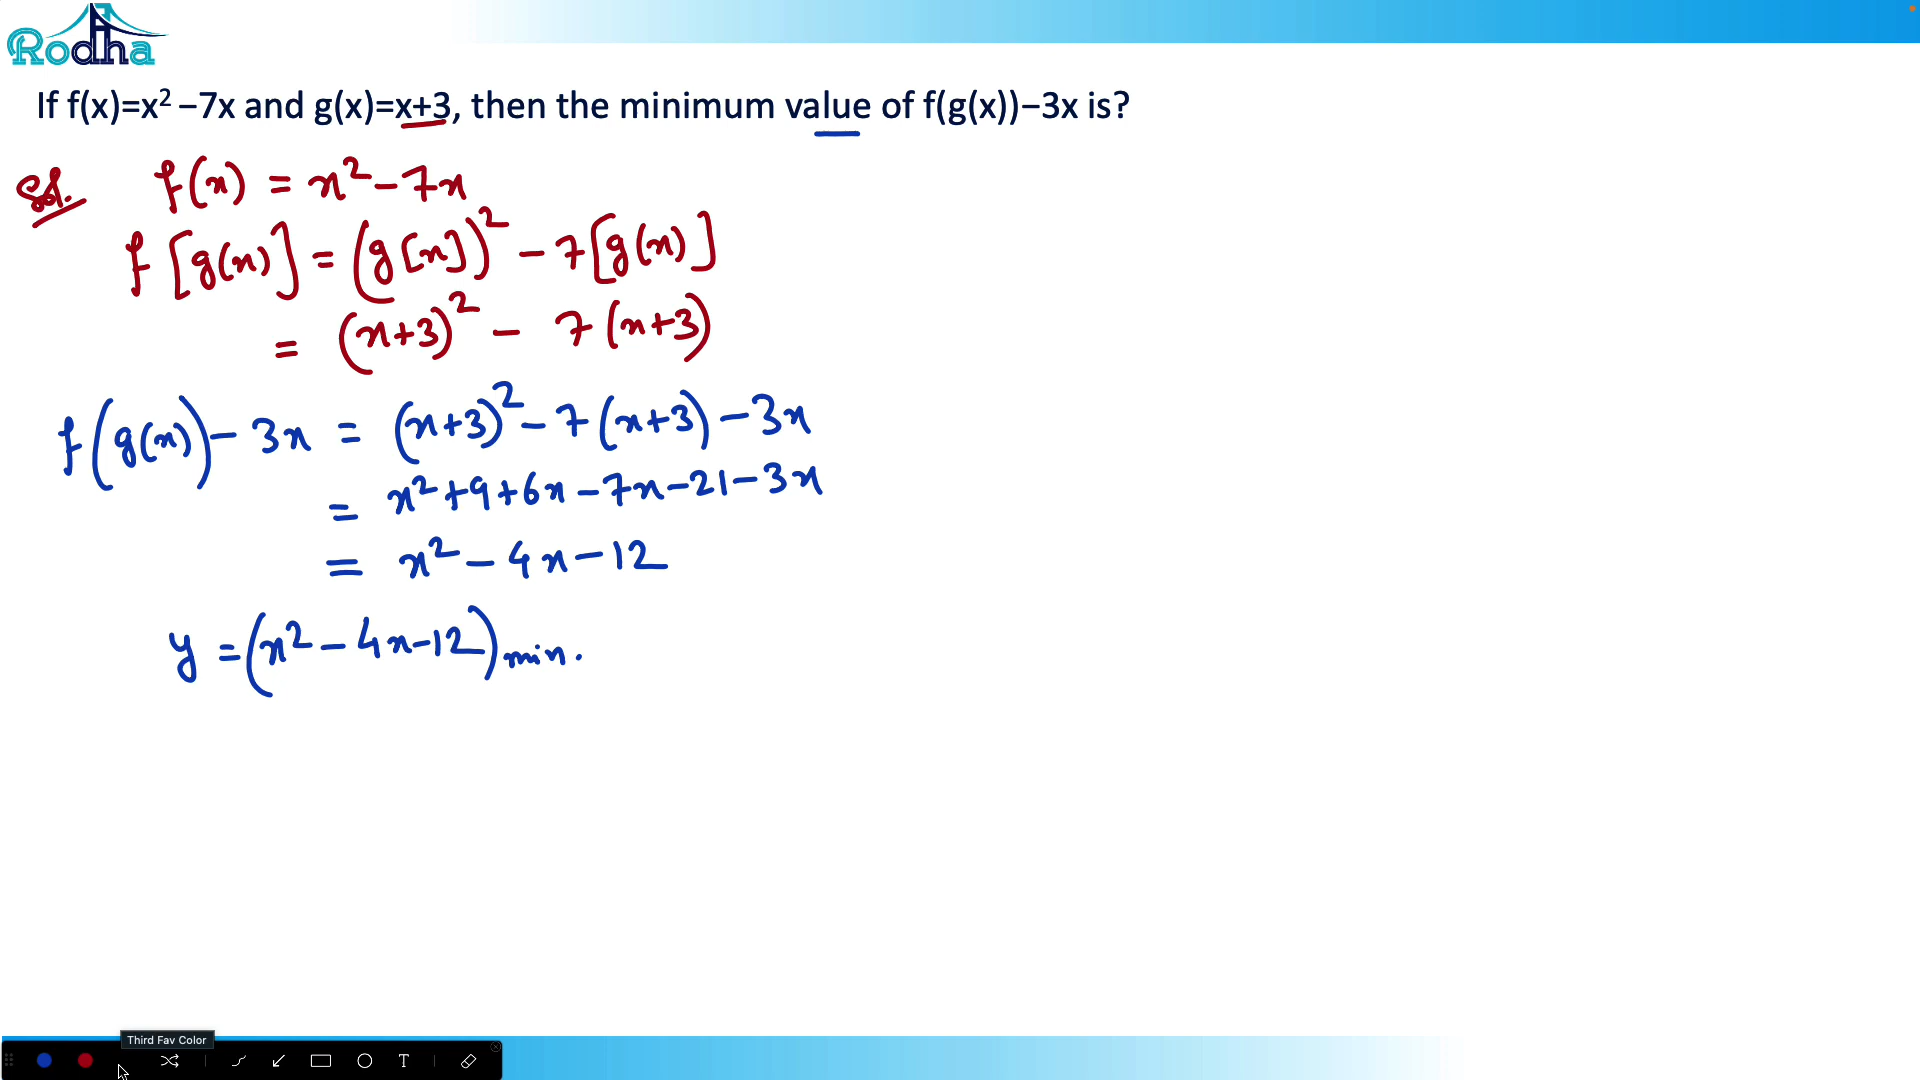 Rodha
If f(x)=x² −7x and g(x)=x+3, then the minimum value of f(g(x))−3x is?
Sol. f(x) = x² − 7x
f[g(x)] = (g[x])² − 7[g(x)]
= (x+3)² − 7(x+3)
f(g(x)) − 3x = (x+3)² − 7(x+3) − 3x
= x² + 9 + 6x − 7x − 21 − 3x
= x² − 4x − 12
y = (x² − 4x − 12) min.
Third Fav Color
T